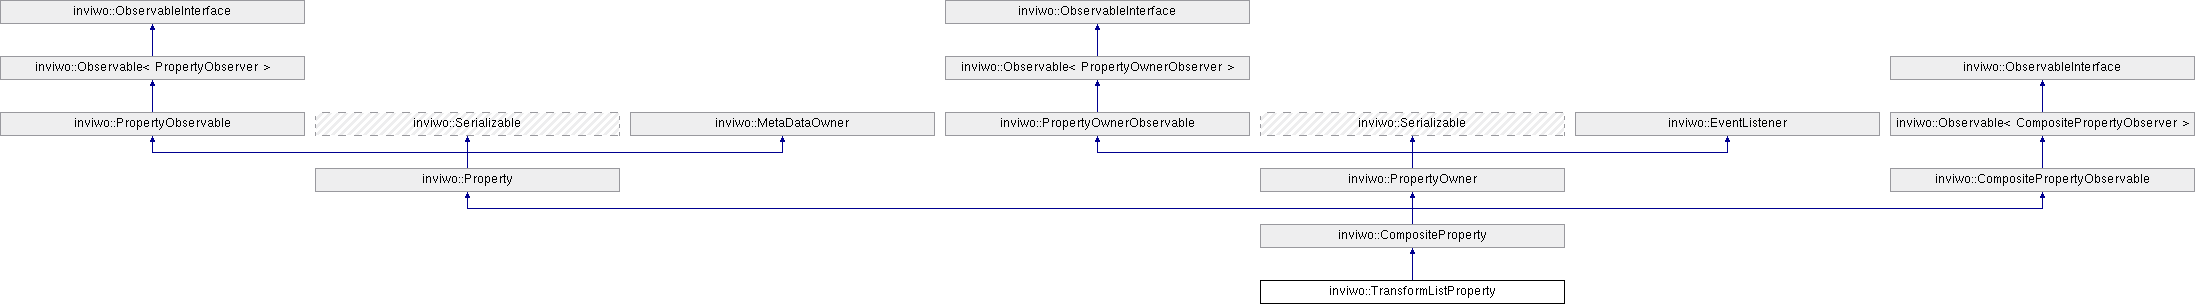 inviwo::ObservableInterface
inviwo::ObservableInterface
inviwo::Observable< PropertyObserver >
inviwo::Observable< PropertyOwnerObserver >
inviwo::ObservableInterface
inviwo::PropertyObservable
inviwo::Serializable
inviwo::MetaDataOwner
inviwo::PropertyOwnerObservable
inviwo::Serializable
inviwo::EventListener
inviwo::Observable< CompositePropertyObserver >
inviwo::Property
inviwo::PropertyOwner
inviwo::CompositePropertyObservable
inviwo::CompositeProperty
inviwo::TransformListProperty